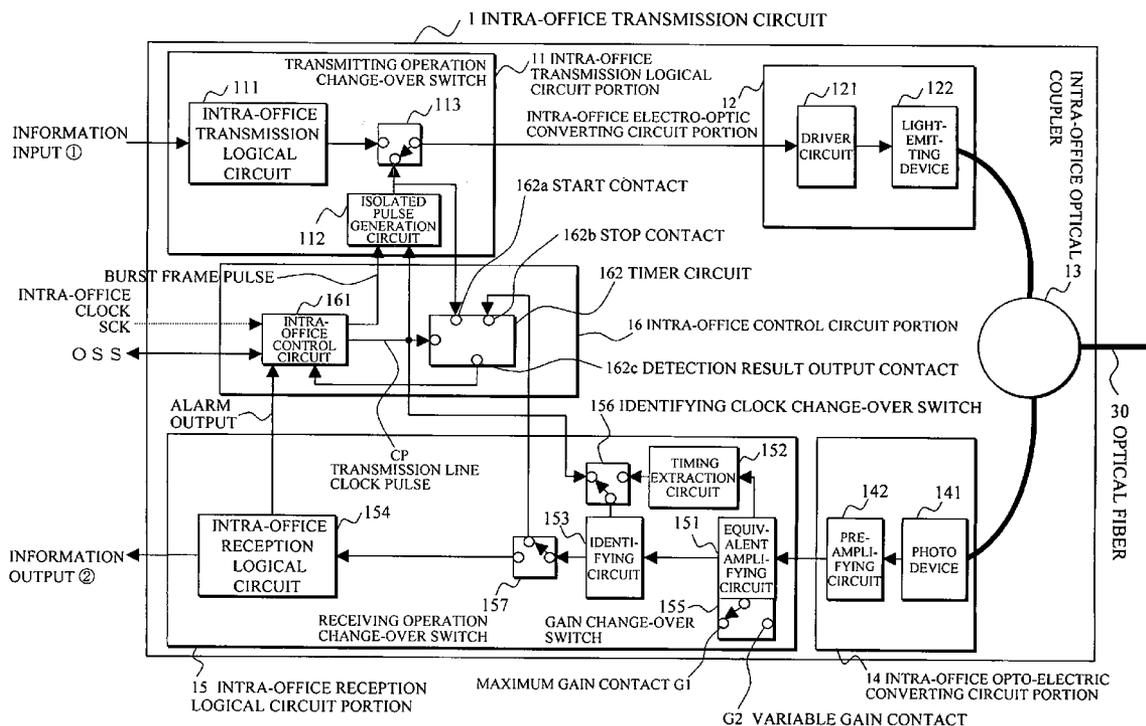 1 INTRA-OFFICE TRANSMISSION CIRCUIT
TRANSMITTING OPERATION
CHANGE-OVER SWITCH
11 INTRA-OFFICE
TRANSMISSION LOGICAL
CIRCUIT PORTION
111
INTRA-OFFICE
TRANSMISSION
LOGICAL
CIRCUIT
113
INFORMATION
INPUT ①
INTRA-OFFICE ELECTRO-OPTIC
CONVERTING CIRCUIT PORTION
12
121
DRIVER
CIRCUIT
122
LIGHT-
EMIT-
TING
DEVICE
INTRA-OFFICE OPTICAL
COUPLER
13
112
ISOLATED
PULSE
GENERATION
CIRCUIT
162a START CONTACT
162b STOP CONTACT
162 TIMER CIRCUIT
BURST FRAME PULSE
INTRA-OFFICE
CLOCK
SCK
OSS
161
INTRA-
OFFICE
CONTROL
CIRCUIT
16 INTRA-OFFICE CONTROL CIRCUIT PORTION
162c DETECTION RESULT OUTPUT CONTACT
156 IDENTIFYING CLOCK CHANGE-OVER SWITCH
30 OPTICAL FIBER
ALARM
OUTPUT
CP
TRANSMISSION LINE
CLOCK PULSE
TIMING
EXTRACTION
CIRCUIT
152
INFORMATION
OUTPUT ②
INTRA-OFFICE
RECEPTION
LOGICAL
CIRCUIT
154
157
153
IDENTI-
FYING
CIRCUIT
151
EQUIV-
ALENT
AMPLI-
FYING
CIRCUIT
155
142
PRE-
AMPLI-
FYING
CIRCUIT
141
PHOTO
DEVICE
RECEIVING OPERATION
CHANGE-OVER SWITCH
GAIN CHANGE-OVER
SWITCH
15 INTRA-OFFICE RECEPTION
LOGICAL CIRCUIT PORTION
MAXIMUM GAIN CONTACT G1
G2 VARIABLE GAIN CONTACT
14 INTRA-OFFICE OPTO-ELECTRIC
CONVERTING CIRCUIT PORTION